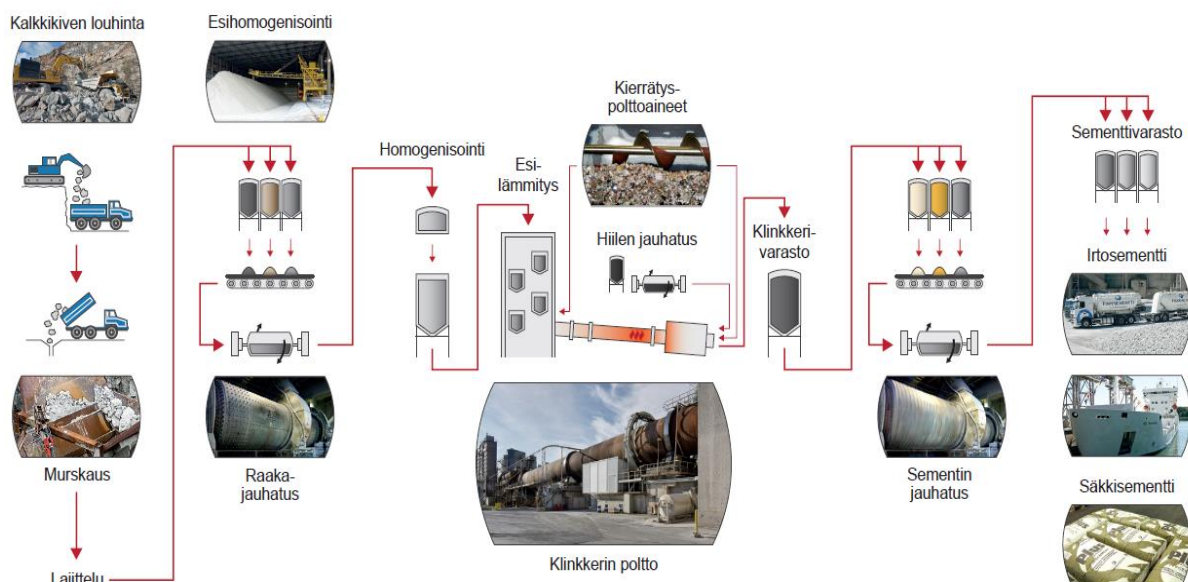 Kalkkikiven louhinta
Esihomogenisointi
Murskaus
Lajittelu
Raaka-
jauhatus
Homogenisointi
Esi-
lämmitys
Kierrätys-
polttoaineet
Hiilen jauhatus
Klinkkerin poltto
Klinkkeri-
varasto
Sementin
jauhatus
Sementtivarasto
Irtosementti
Säkkisementti
plus